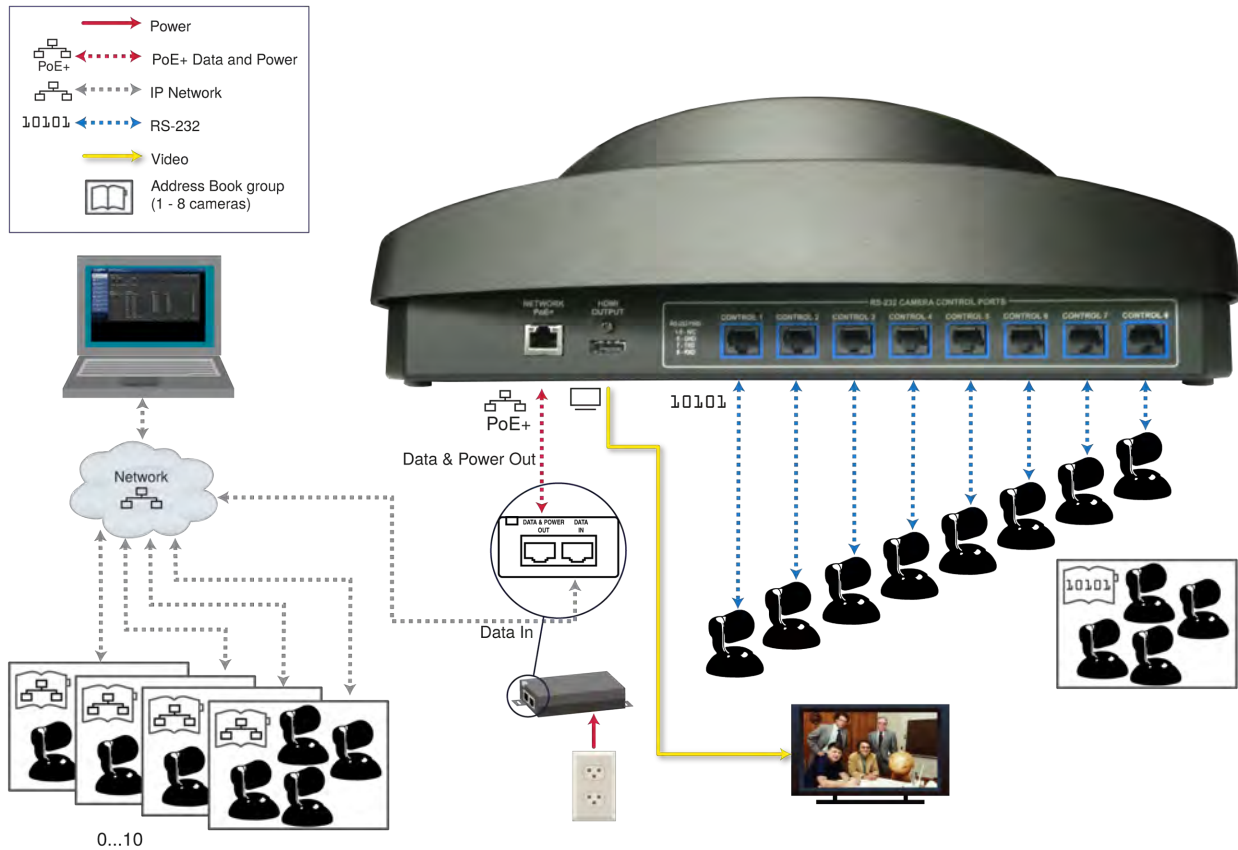 Power
PoE+
PoE+ Data and Power
IP Network
10101
RS-232
Video
Address Book group
(1 - 8 cameras)
NETWORK
PoE+
HDMI
OUTPUT
RS-232 CAMERA CONTROL PORTS
CONTROL 1
CONTROL 2
CONTROL 3
CONTROL 4
CONTROL 5
CONTROL 6
CONTROL 7
CONTROL 8
PoE+
10101
Data & Power Out
Network
DATA & POWER
OUT
DATA
IN
Data In
10101
0...10